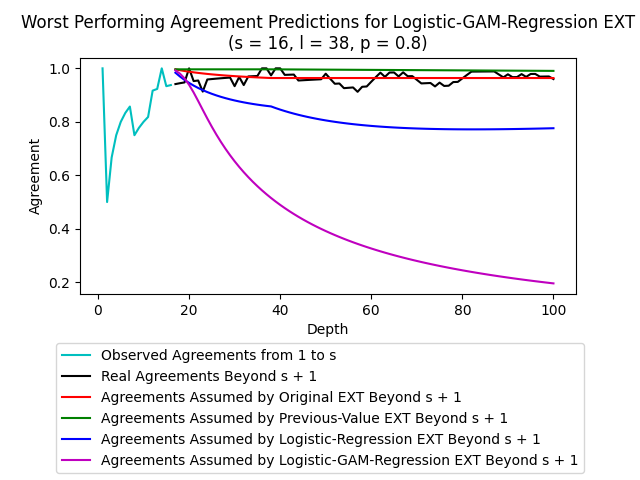 Worst Performing Agreement Predictions for Logistic-GAM-Regression EXT
(s = 16, l = 38, p = 0.8)
1.0
0.8
0.6
0.4
0.2
Agreement
0 20 40 60 80 100
Depth
Observed Agreements from 1 to s
Real Agreements Beyond s + 1
Agreements Assumed by Original EXT Beyond s + 1
Agreements Assumed by Previous-Value EXT Beyond s + 1
Agreements Assumed by Logistic-Regression EXT Beyond s + 1
Agreements Assumed by Logistic-GAM-Regression EXT Beyond s + 1